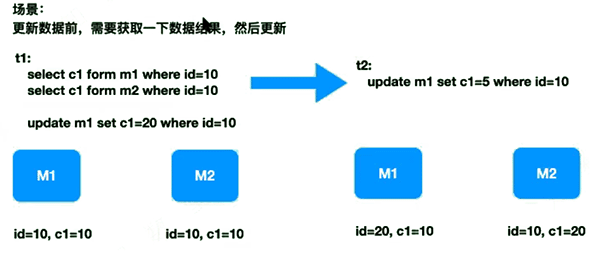 场景：
更新数据前，需要获取一下数据结果，然后更新
t1:
select c1 form m1 where id=10
select c1 form m2 where id=10
update m1 set c1=20 where id=10
t2:
update m1 set c1=5 where id=10
M1
M2
M1
M2
id=10, c1=10
id=10, c1=10
id=20, c1=10
id=10, c1=20